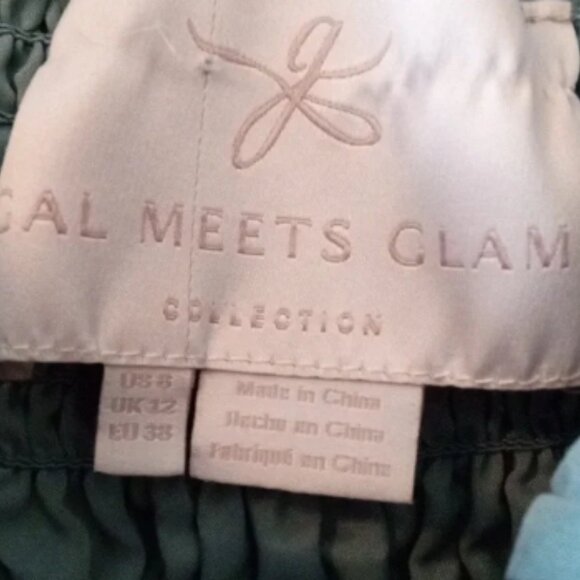 GAL MEETS GLAM
COLLECTION
US 8
UK 12
EU 38
Made in China
Hecho en China
Fabriqué en Chine